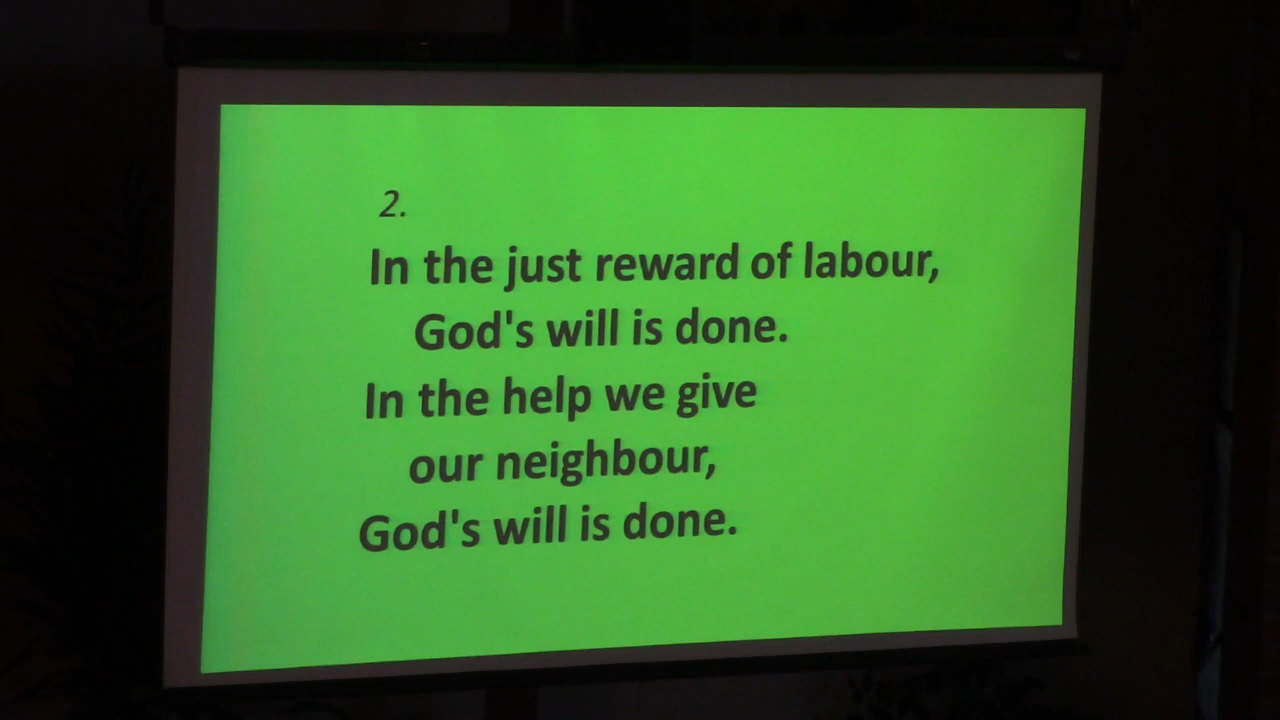 2.
In the just reward of labour,
God's will is done.
In the help we give
our neighbour,
God's will is done.